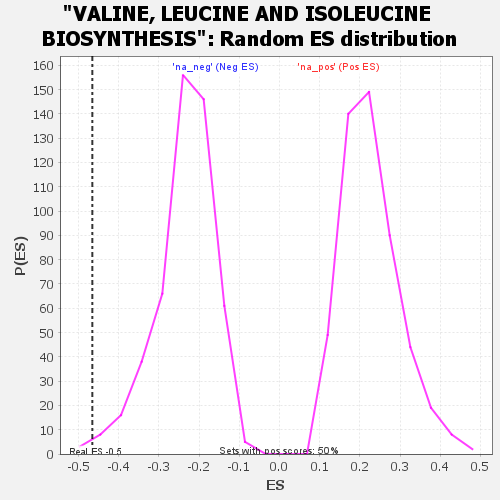 "VALINE, LEUCINE AND ISOLEUCINE
BIOSYNTHESIS": Random ES distribution
'na_neg' (Neg ES) 'na_pos' (Pos ES)
160
150
140
130
120
110
100
90
80
70
60
50
40
30
20
10
0
P(ES)
Real ES -0.5 Sets with pos scores: 50%
-0.5 -0.4 -0.3 -0.2 -0.1 0.0 0.1 0.2 0.3 0.4 0.5
ES